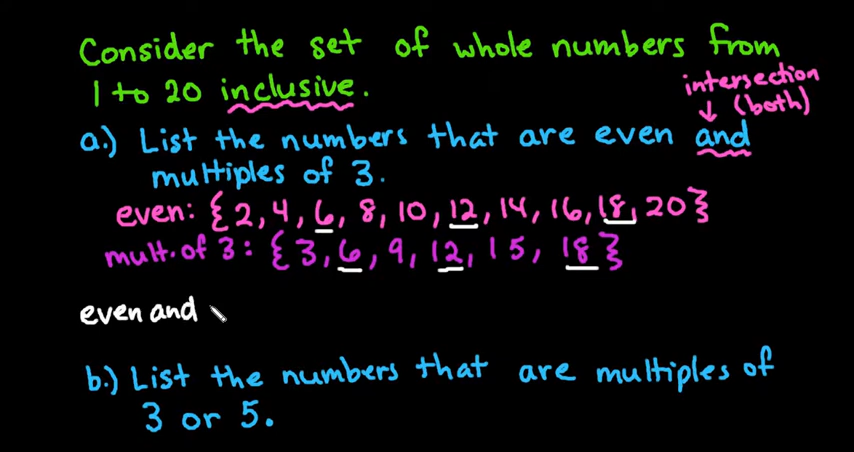 Consider the set of whole numbers from
1 to 20 inclusive.
intersection
↓ (both)
a.) List the numbers that are even and
multiples of 3.
even: {2, 4, 6, 8, 10, 12, 14, 16, 18, 20}
mult. of 3: {3, 6, 9, 12, 15, 18}
even and
b.) List the numbers that are multiples of
3 or 5.